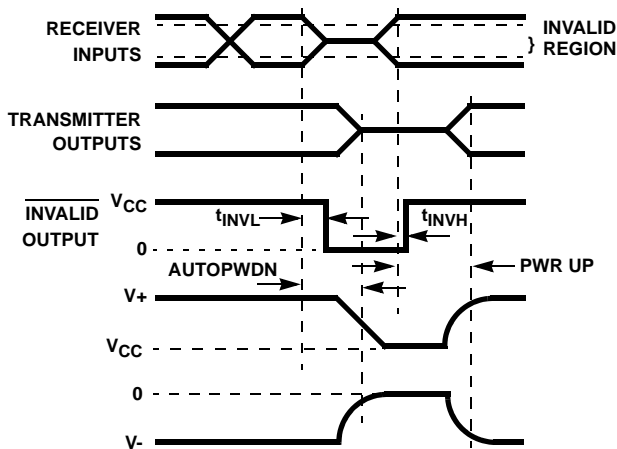 RECEIVER
INPUTS
INVALID
} REGION
TRANSMITTER
OUTPUTS
INVALID
OUTPUT
VCC
0
tINVL
tINVH
AUTOPWDN
PWR UP
V+
VCC
0
V-